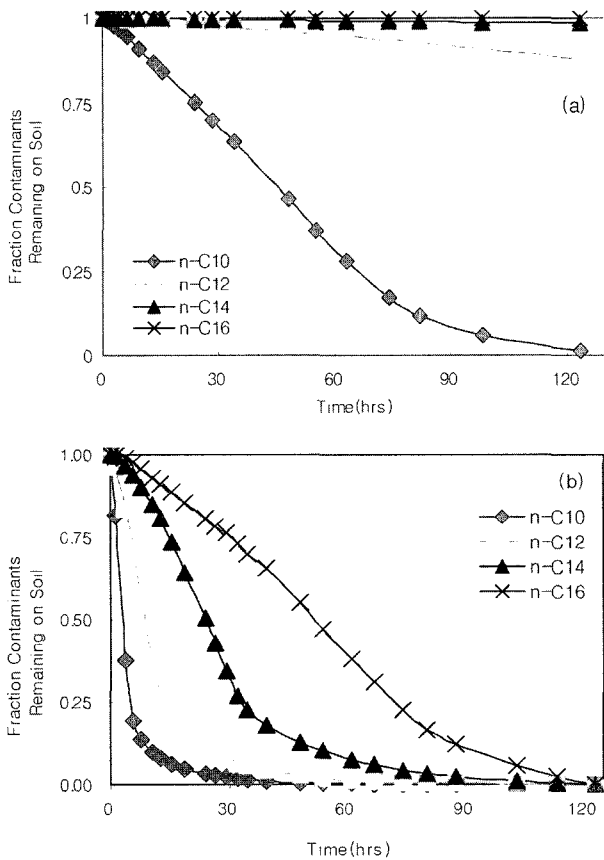 1
0.75
0.5
0.25
0
Fraction Contaminants
Remaining on Soil
(a)
n-C10
n-C12
n-C14
n-C16
0
30
60
90
120
Time(hrs)
1.00
0.75
0.50
0.25
0.00
Fraction Contaminants
Remaining on Soil
(b)
n-C10
n-C12
n-C14
n-C16
0
30
60
90
120
Time(hrs)